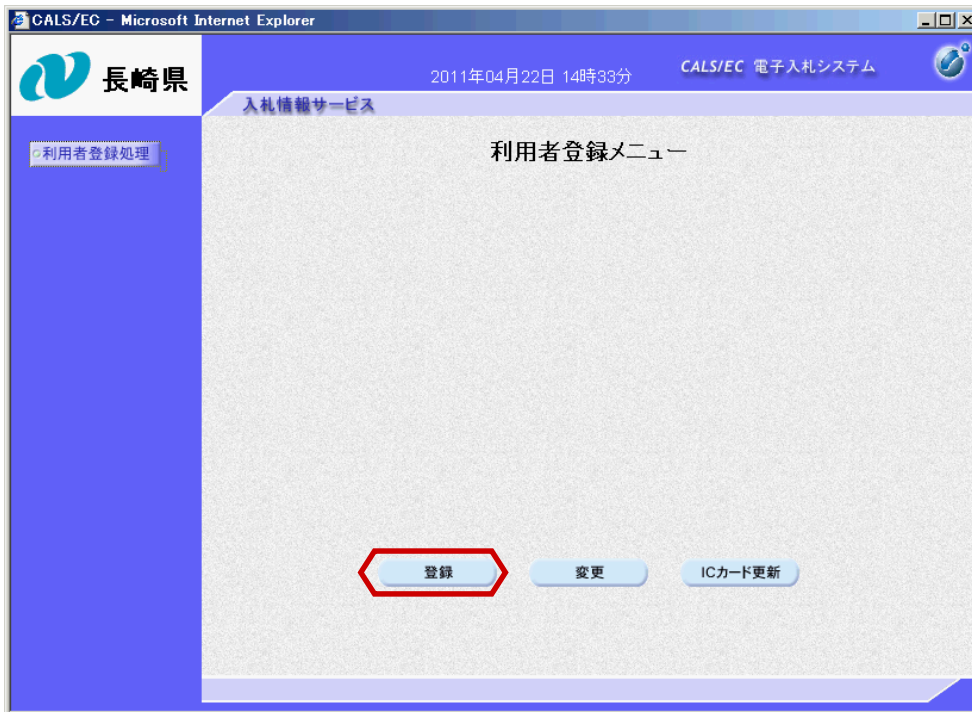 CALS/EC - Microsoft Internet Explorer
長崎県
2011年04月22日 14時33分
CALS/EC 電子入札システム
入札情報サービス
利用者登録処理
利用者登録メニュー
登録
変更
ICカード更新